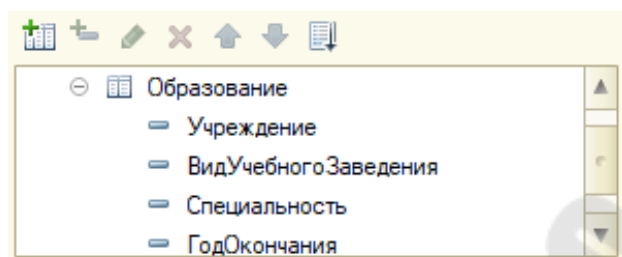 Образование
Учреждение
ВидУчебногоЗаведения
Специальность
ГодОкончания